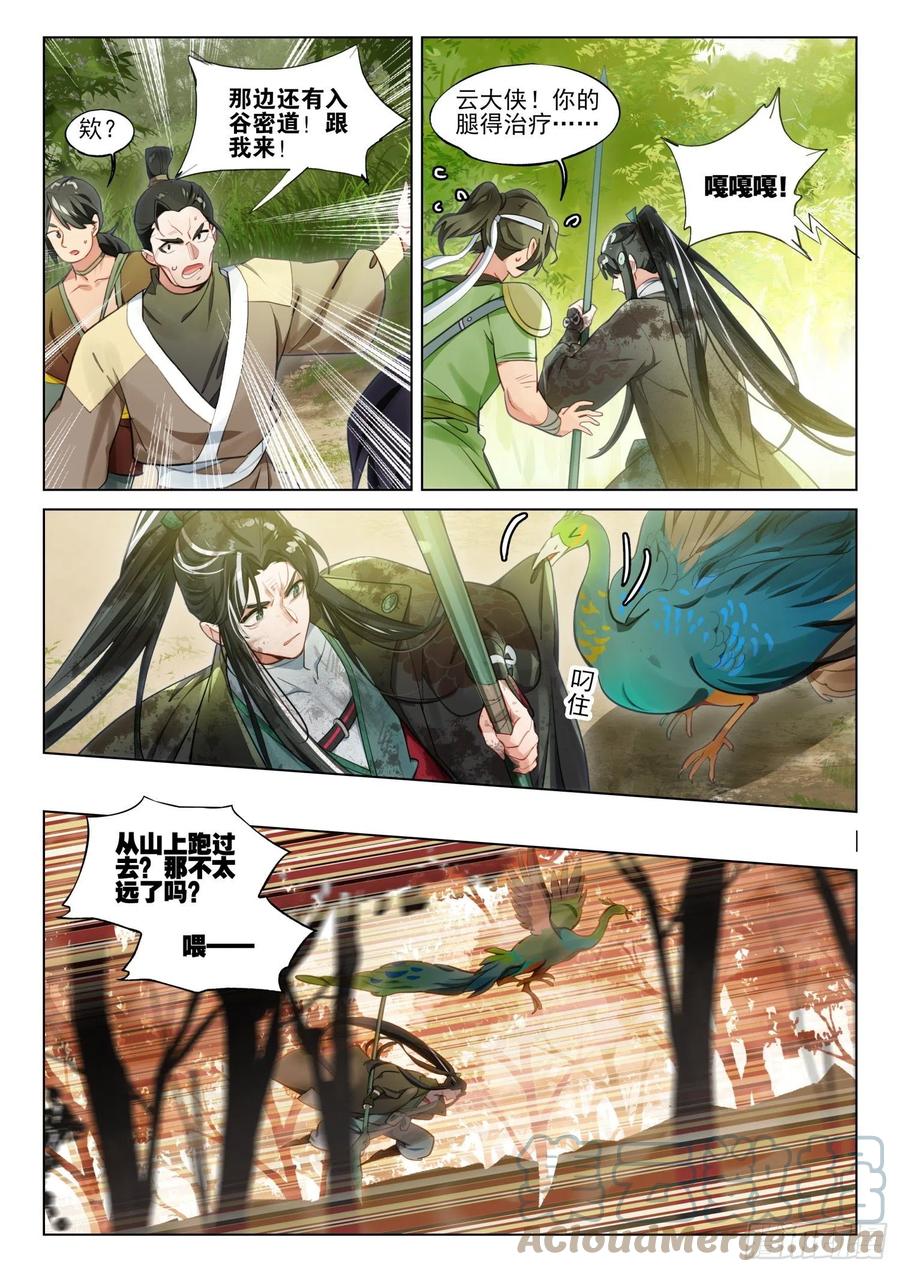 欸？
那边还有入
谷密道！跟
我来！
云大侠！你的
腿得治疗……
嘎嘎嘎！
叼
住
从山上跑过
去？那不太
远了吗？
喂——
AcloudMerge.com